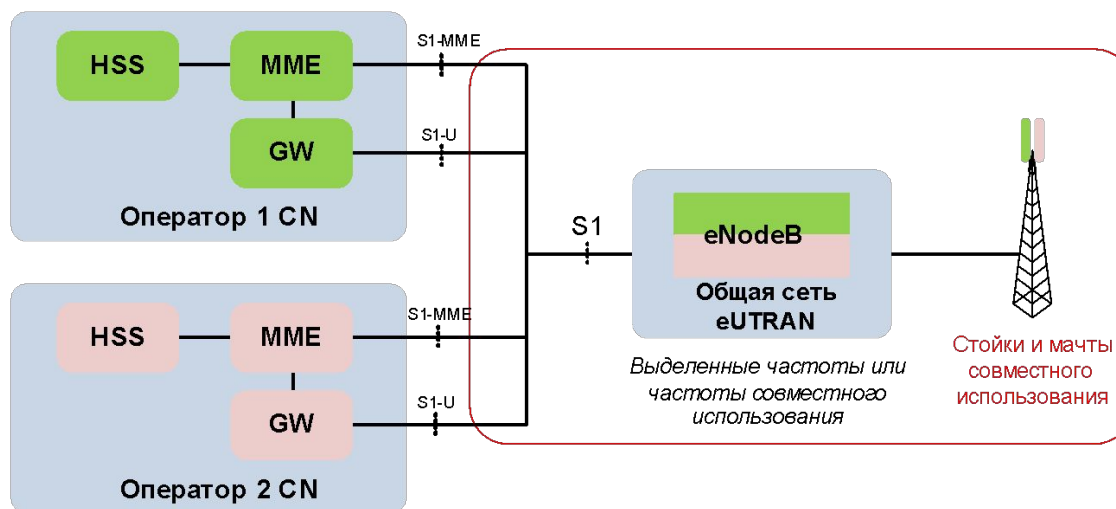 HSS
MME
S1-MME
GW
S1-U
Оператор 1 CN
HSS
MME
S1-MME
GW
S1-U
Оператор 2 CN
S1
eNodeB
Общая сеть
eUTRAN
Выделенные частоты или
частоты совместного
использования
Стойки и мачты
совместного
использования